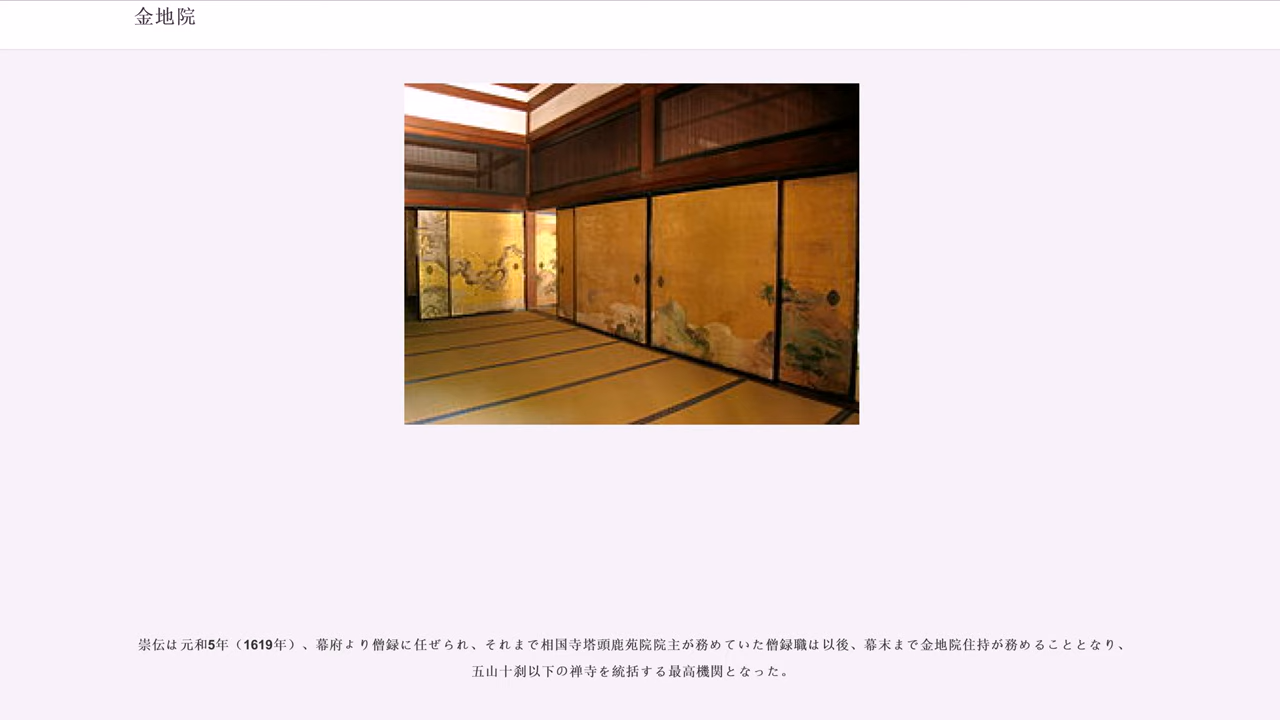 金地院
崇伝は元和5年（1619年）、幕府より僧録に任ぜられ、それまで相国寺塔頭鹿苑院院主が務めていた僧録職は以後、幕末まで金地院住持が務めることとなり、
五山十刹以下の禅寺を統括する最高機関となった。